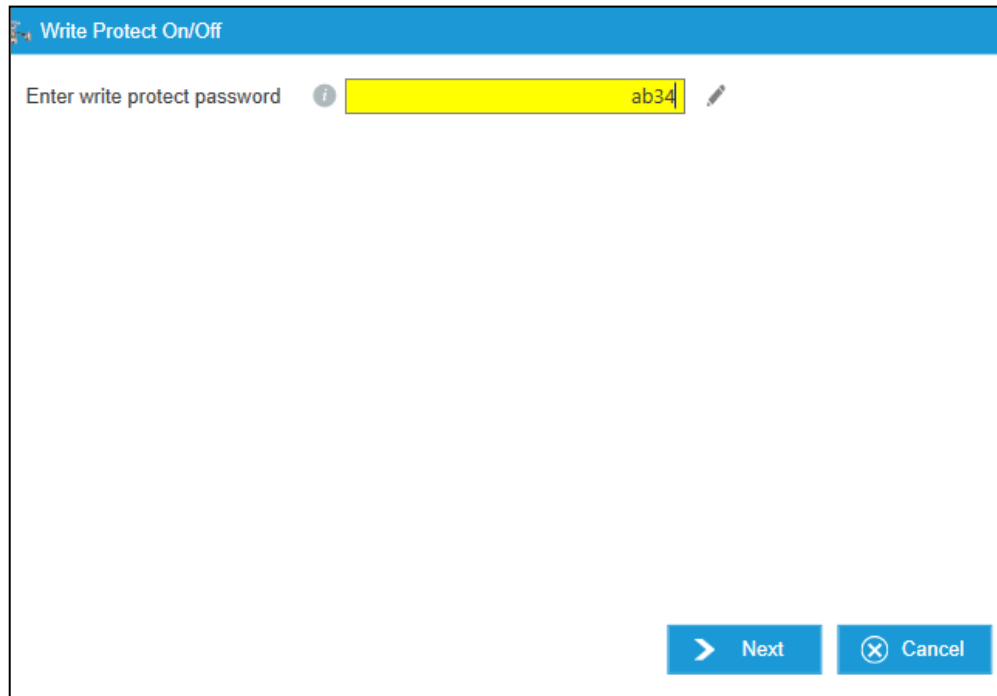 Write Protect On/Off
Enter write protect password
ab34
Next
Cancel